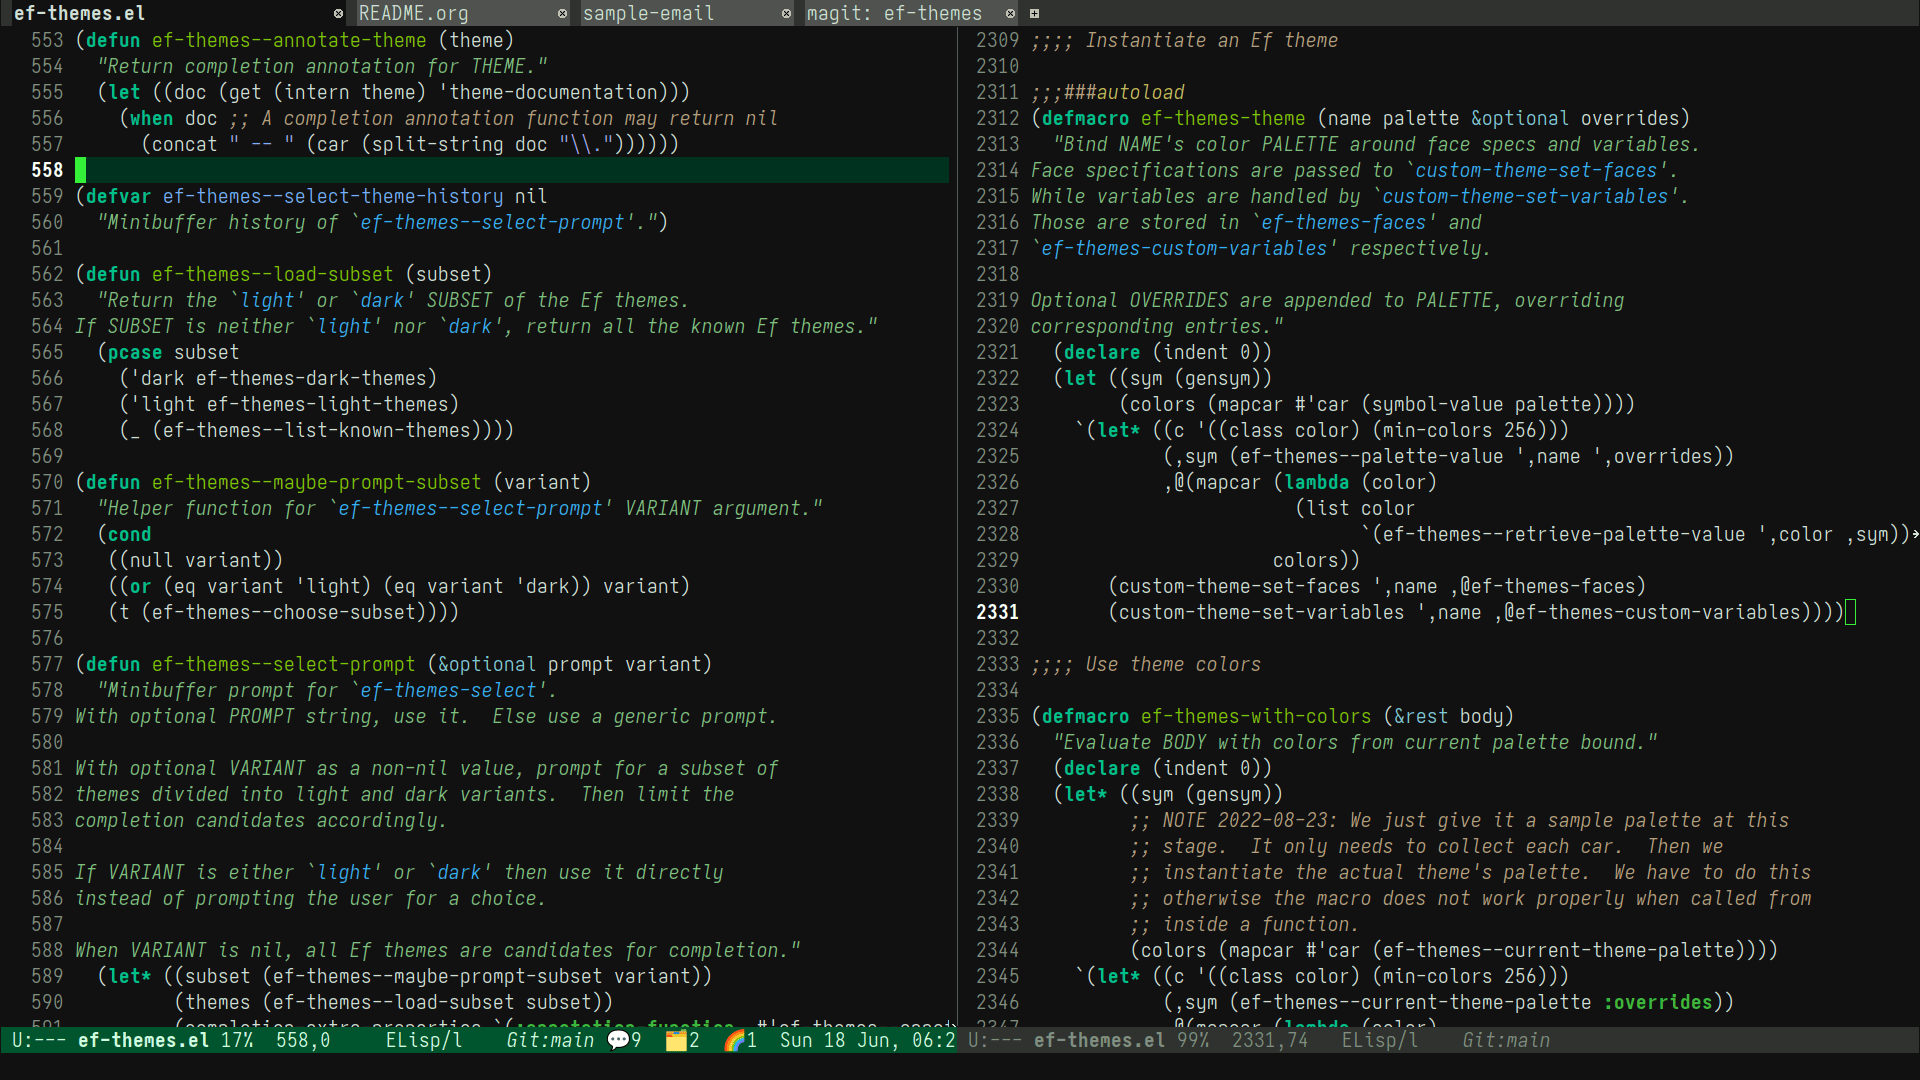 ef-themes.el README.org sample-email magit: ef-themes
553 (defun ef-themes--annotate-theme (theme)
554   "Return completion annotation for THEME."
555   (let ((doc (get (intern theme) 'theme-documentation)))
556     (when doc ;; A completion annotation function may return nil
557       (concat " -- " (car (split-string doc "\\."))))))
558
559 (defvar ef-themes--select-theme-history nil
560   "Minibuffer history of `ef-themes--select-prompt'.")
561
562 (defun ef-themes--load-subset (subset)
563   "Return the `light' or `dark' SUBSET of the Ef themes.
564 If SUBSET is neither `light' nor `dark', return all the known Ef themes."
565   (pcase subset
566     ('dark ef-themes-dark-themes)
567     ('light ef-themes-light-themes)
568     (_ (ef-themes--list-known-themes))))
569
570 (defun ef-themes--maybe-prompt-subset (variant)
571   "Helper function for `ef-themes--select-prompt' VARIANT argument."
572   (cond
573    ((null variant))
574    ((or (eq variant 'light) (eq variant 'dark)) variant)
575    (t (ef-themes--choose-subset))))
576
577 (defun ef-themes--select-prompt (&optional prompt variant)
578   "Minibuffer prompt for `ef-themes-select'.
579 With optional PROMPT string, use it.  Else use a generic prompt.
580
581 With optional VARIANT as a non-nil value, prompt for a subset of
582 themes divided into light and dark variants.  Then limit the
583 completion candidates accordingly.
584
585 If VARIANT is either `light' or `dark' then use it directly
586 instead of prompting the user for a choice.
587
588 When VARIANT is nil, all Ef themes are candidates for completion."
589   (let* ((subset (ef-themes--maybe-prompt-subset variant))
590          (themes (ef-themes--load-subset subset))
U:--- ef-themes.el 17% 558,0 ELisp/l Git:main 💬9 🗂️2 🌈1 Sun 18 Jun, 06:2
2309 ;;;; Instantiate an Ef theme
2310
2311 ;;;###autoload
2312 (defmacro ef-themes-theme (name palette &optional overrides)
2313   "Bind NAME's color PALETTE around face specs and variables.
2314 Face specifications are passed to `custom-theme-set-faces'.
2315 While variables are handled by `custom-theme-set-variables'.
2316 Those are stored in `ef-themes-faces' and
2317 `ef-themes-custom-variables' respectively.
2318
2319 Optional OVERRIDES are appended to PALETTE, overriding
2320 corresponding entries."
2321   (declare (indent 0))
2322   (let ((sym (gensym))
2323         (colors (mapcar #'car (symbol-value palette))))
2324     `(let* ((c '((class color) (min-colors 256)))
2325             (,sym (ef-themes--palette-value ',name ',overrides))
2326             ,@(mapcar (lambda (color)
2327                         (list color
2328                               `(ef-themes--retrieve-palette-value ',color ,sym))
2329                       colors))
2330        (custom-theme-set-faces ',name ,@ef-themes-faces)
2331        (custom-theme-set-variables ',name ,@ef-themes-custom-variables))))
2332
2333 ;;;; Use theme colors
2334
2335 (defmacro ef-themes-with-colors (&rest body)
2336   "Evaluate BODY with colors from current palette bound."
2337   (declare (indent 0))
2338   (let* ((sym (gensym))
2339          ;; NOTE 2022-08-23: We just give it a sample palette at this
2340          ;; stage.  It only needs to collect each car.  Then we
2341          ;; instantiate the actual theme's palette.  We have to do this
2342          ;; otherwise the macro does not work properly when called from
2343          ;; inside a function.
2344          (colors (mapcar #'car (ef-themes--current-theme-palette))))
2345     `(let* ((c '((class color) (min-colors 256)))
2346             (,sym (ef-themes--current-theme-palette :overrides))
2347             ,@(mapcar (lambda (color)
U:--- ef-themes.el 99% 2331,74 ELisp/l Git:main